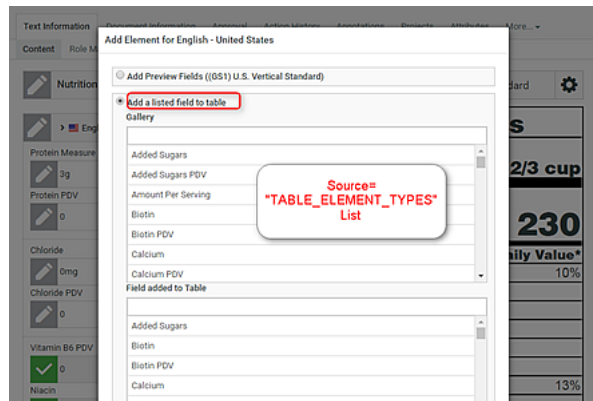 Text Information Document Information Approval Action History Annotations Projects Attributes More...
Add Element for English - United States
Content Role M
Add Preview Fields ((GS1) U.S. Vertical Standard)
Nutrition
dard
Add a listed field to table
Gallery
> Eng
S
Protein Measure
3g
Added Sugars
2/3 cup
Added Sugars PDV
Source=
"TABLE_ELEMENT_TYPES"
List
Protein PDV
0
Amount Per Serving
Biotin
230
Biotin PDV
Chloride
Calcium
aily Value*
0mg
Calcium PDV
10%
Chloride PDV
Field added to Table
0
Added Sugars
Vitamin B6 PDV
Biotin
0
Biotin PDV
Niacin
Calcium
13%